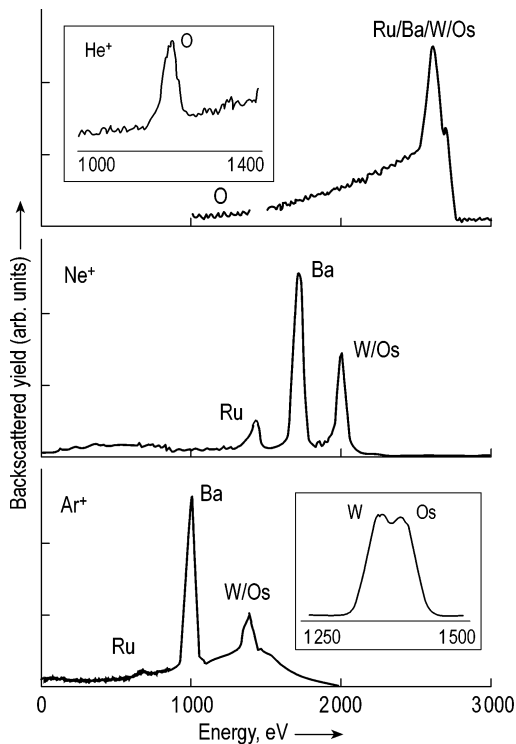 Ru/Ba/W/Os
He⁺
O
1000 1400
O
Ne⁺
Ba
W/Os
Ru
Ar⁺
Ba
W/Os
Ru
W Os
1250 1500
0 1000 2000 3000
Energy, eV
Backscattered yield (arb. units)